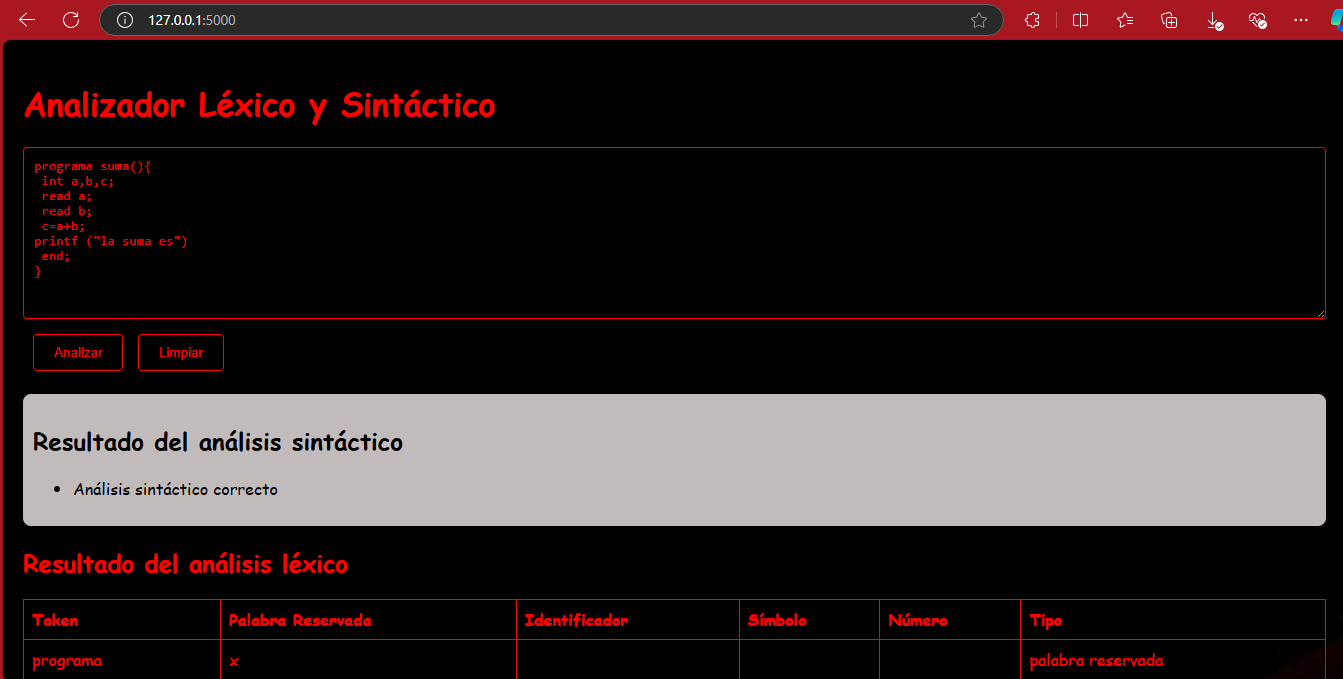 127.0.0.1:5000
Analizador Léxico y Sintáctico
programa suma(){
int a,b,c;
read a;
read b;
c=a+b;
printf ("la suma es")
end;
}
Analizar Limpiar
Resultado del análisis sintáctico
• Análisis sintáctico correcto
Resultado del análisis léxico
Token Palabra Reservada Identificador Símbolo Número Tipo
programa x palabra reservada